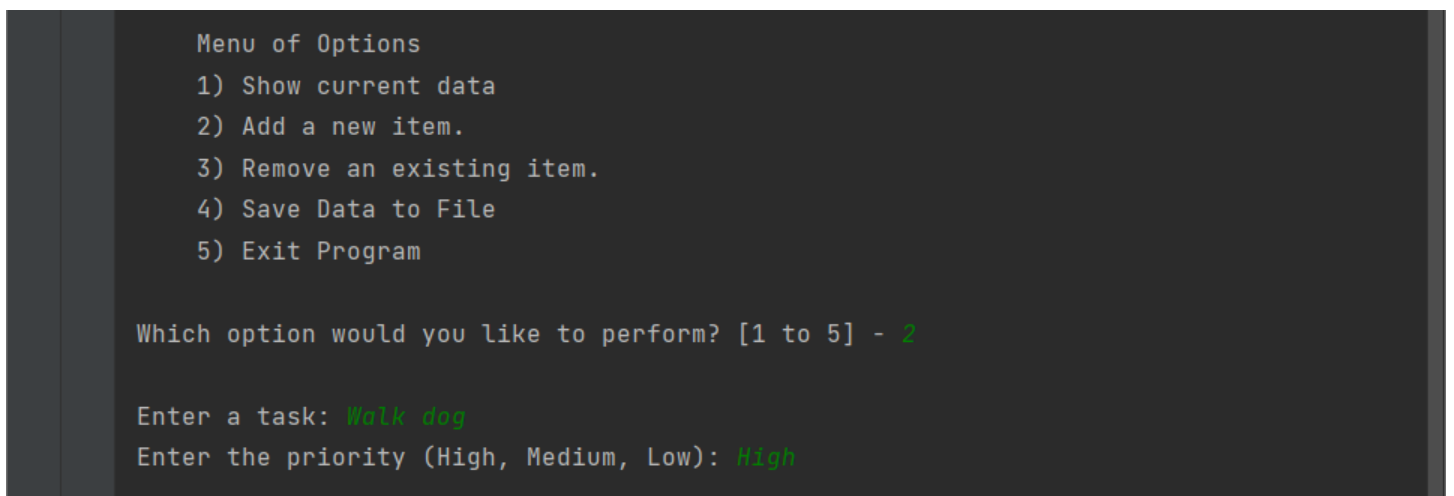 Menu of Options
1) Show current data
2) Add a new item.
3) Remove an existing item.
4) Save Data to File
5) Exit Program
Which option would you like to perform? [1 to 5] - 2
Enter a task: Walk dog
Enter the priority (High, Medium, Low): High